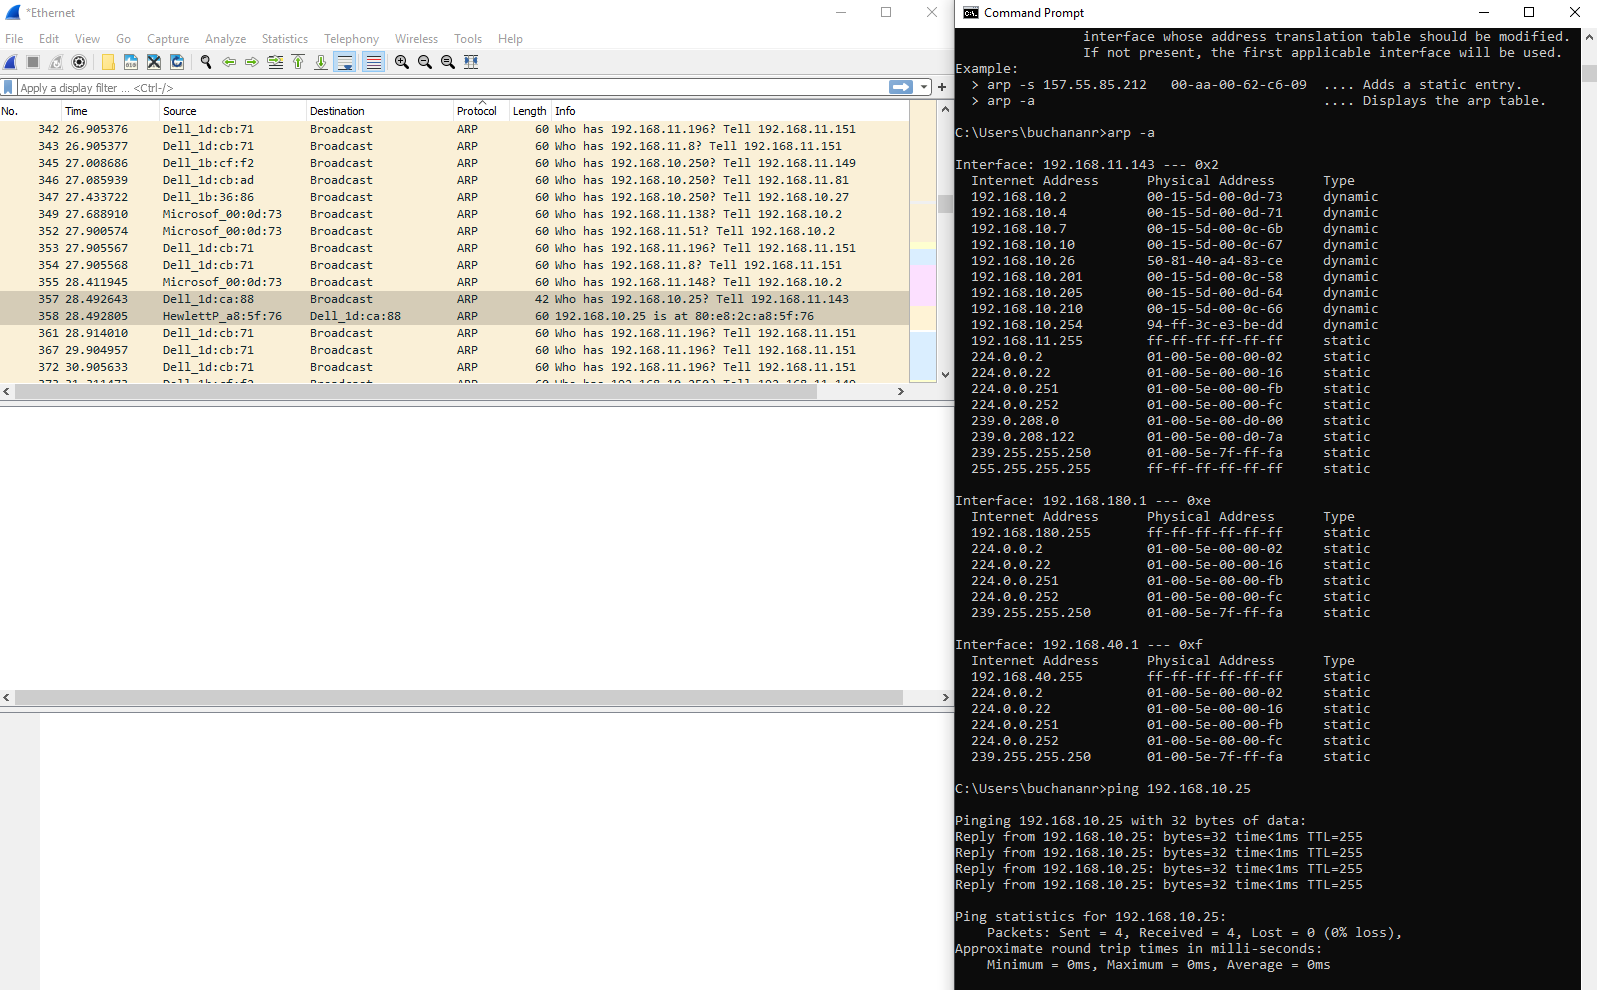 *Ethernet
File Edit View Go Capture Analyze Statistics Telephony Wireless Tools Help
Apply a display filter ... <Ctrl-/>
No. Time Source Destination Protocol Length Info
342 26.905376 Dell_1d:cb:71 Broadcast ARP 60 Who has 192.168.11.196? Tell 192.168.11.151
343 26.905377 Dell_1d:cb:71 Broadcast ARP 60 Who has 192.168.11.8? Tell 192.168.11.151
345 27.008686 Dell_1b:cf:f2 Broadcast ARP 60 Who has 192.168.10.250? Tell 192.168.11.149
346 27.085939 Dell_1d:cb:ad Broadcast ARP 60 Who has 192.168.10.250? Tell 192.168.11.81
347 27.433722 Dell_1b:36:86 Broadcast ARP 60 Who has 192.168.10.250? Tell 192.168.10.27
349 27.688910 Microsof_00:0d:73 Broadcast ARP 60 Who has 192.168.11.138? Tell 192.168.10.2
352 27.900574 Microsof_00:0d:73 Broadcast ARP 60 Who has 192.168.11.51? Tell 192.168.10.2
353 27.905567 Dell_1d:cb:71 Broadcast ARP 60 Who has 192.168.11.196? Tell 192.168.11.151
354 27.905568 Dell_1d:cb:71 Broadcast ARP 60 Who has 192.168.11.8? Tell 192.168.11.151
355 28.411945 Microsof_00:0d:73 Broadcast ARP 60 Who has 192.168.11.148? Tell 192.168.10.2
357 28.492643 Dell_1d:ca:88 Broadcast ARP 42 Who has 192.168.10.25? Tell 192.168.11.143
358 28.492805 HewlettP_a8:5f:76 Dell_1d:ca:88 ARP 60 192.168.10.25 is at 80:e8:2c:a8:5f:76
361 28.914010 Dell_1d:cb:71 Broadcast ARP 60 Who has 192.168.11.196? Tell 192.168.11.151
367 29.904957 Dell_1d:cb:71 Broadcast ARP 60 Who has 192.168.11.196? Tell 192.168.11.151
372 30.905633 Dell_1d:cb:71 Broadcast ARP 60 Who has 192.168.11.196? Tell 192.168.11.151
Command Prompt
interface whose address translation table should be modified.
If not present, the first applicable interface will be used.
Example:
> arp -s 157.55.85.212 00-aa-00-62-c6-09 .... Adds a static entry.
> arp -a .... Displays the arp table.
C:\Users\buchananr>arp -a
Interface: 192.168.11.143 --- 0x2
Internet Address Physical Address Type
192.168.10.2 00-15-5d-00-0d-73 dynamic
192.168.10.4 00-15-5d-00-0d-71 dynamic
192.168.10.7 00-15-5d-00-0c-6b dynamic
192.168.10.10 00-15-5d-00-0c-67 dynamic
192.168.10.26 50-81-40-a4-83-ce dynamic
192.168.10.201 00-15-5d-00-0c-58 dynamic
192.168.10.205 00-15-5d-00-0d-64 dynamic
192.168.10.210 00-15-5d-00-0c-66 dynamic
192.168.10.254 94-ff-3c-e3-be-dd dynamic
192.168.11.255 ff-ff-ff-ff-ff-ff static
224.0.0.2 01-00-5e-00-00-02 static
224.0.0.22 01-00-5e-00-00-16 static
224.0.0.251 01-00-5e-00-00-fb static
224.0.0.252 01-00-5e-00-00-fc static
239.0.208.0 01-00-5e-00-d0-00 static
239.0.208.122 01-00-5e-00-d0-7a static
239.255.255.250 01-00-5e-7f-ff-fa static
255.255.255.255 ff-ff-ff-ff-ff-ff static
Interface: 192.168.180.1 --- 0xe
Internet Address Physical Address Type
192.168.180.255 ff-ff-ff-ff-ff-ff static
224.0.0.2 01-00-5e-00-00-02 static
224.0.0.22 01-00-5e-00-00-16 static
224.0.0.251 01-00-5e-00-00-fb static
224.0.0.252 01-00-5e-00-00-fc static
239.255.255.250 01-00-5e-7f-ff-fa static
Interface: 192.168.40.1 --- 0xf
Internet Address Physical Address Type
192.168.40.255 ff-ff-ff-ff-ff-ff static
224.0.0.2 01-00-5e-00-00-02 static
224.0.0.22 01-00-5e-00-00-16 static
224.0.0.251 01-00-5e-00-00-fb static
224.0.0.252 01-00-5e-00-00-fc static
239.255.255.250 01-00-5e-7f-ff-fa static
C:\Users\buchananr>ping 192.168.10.25
Pinging 192.168.10.25 with 32 bytes of data:
Reply from 192.168.10.25: bytes=32 time<1ms TTL=255
Reply from 192.168.10.25: bytes=32 time<1ms TTL=255
Reply from 192.168.10.25: bytes=32 time<1ms TTL=255
Reply from 192.168.10.25: bytes=32 time<1ms TTL=255
Ping statistics for 192.168.10.25:
Packets: Sent = 4, Received = 4, Lost = 0 (0% loss),
Approximate round trip times in milli-seconds:
Minimum = 0ms, Maximum = 0ms, Average = 0ms